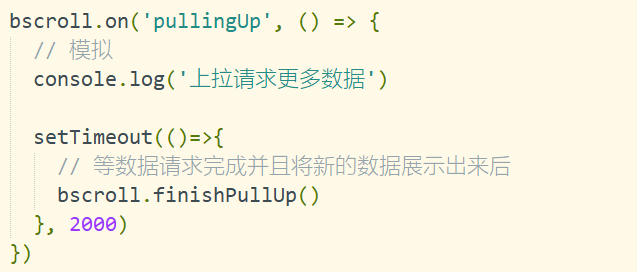 bscroll.on('pullingUp', () => {
  // 模拟
  console.log('上拉请求更多数据')

  setTimeout(()=>{
    // 等数据请求完成并且将新的数据展示出来后
    bscroll.finishPullUp()
  }, 2000)
})